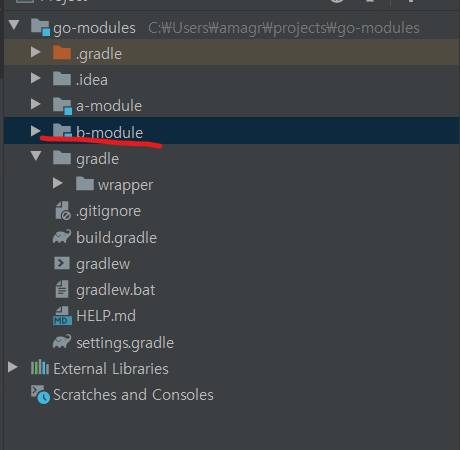 go-modules C:₩Users₩amagr₩projects₩go-modules
.gradle
.idea
a-module
b-module
gradle
wrapper
.gitignore
build.gradle
gradlew
gradlew.bat
MD HELP.md
settings.gradle
External Libraries
Scratches and Consoles